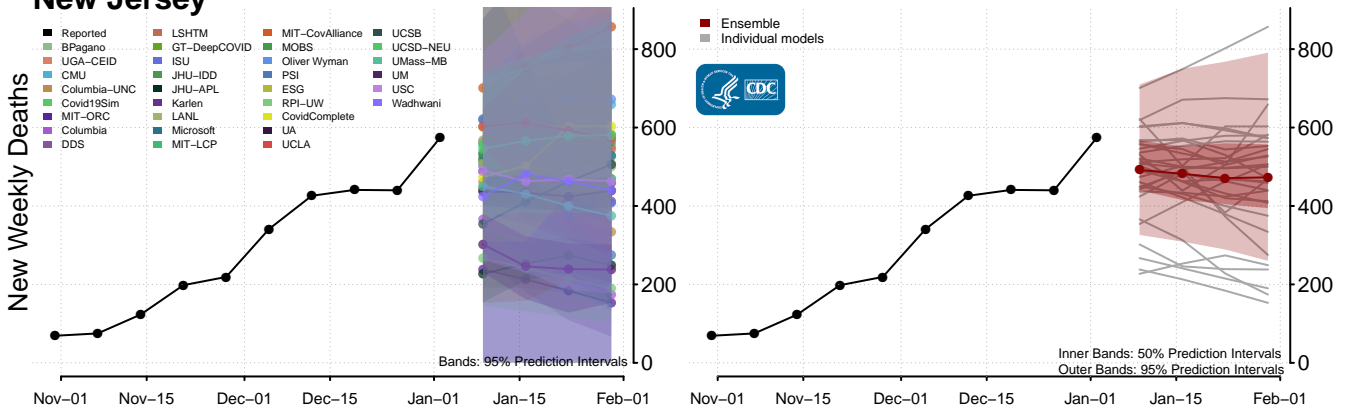 New Jersey
New Weekly Deaths
Reported
BPagano
UGA−CEID
CMU
Columbia−UNC
Covid19Sim
MIT−ORC
Columbia
DDS
LSHTM
GT−DeepCOVID
ISU
JHU−IDD
JHU−APL
Karlen
LANL
Microsoft
MIT−LCP
MIT−CovAlliance
MOBS
Oliver Wyman
PSI
ESG
RPI−UW
CovidComplete
UA
UCLA
UCSB
UCSD−NEU
UMass−MB
UM
USC
Wadhwani
Bands: 95% Prediction Intervals
800
600
400
200
0
Nov−01 Nov−15 Dec−01 Dec−15 Jan−01 Jan−15 Feb−01
Ensemble
Individual models
CDC
Inner Bands: 50% Prediction Intervals
Outer Bands: 95% Prediction Intervals
800
600
400
200
0
Nov−01 Nov−15 Dec−01 Dec−15 Jan−01 Jan−15 Feb−01